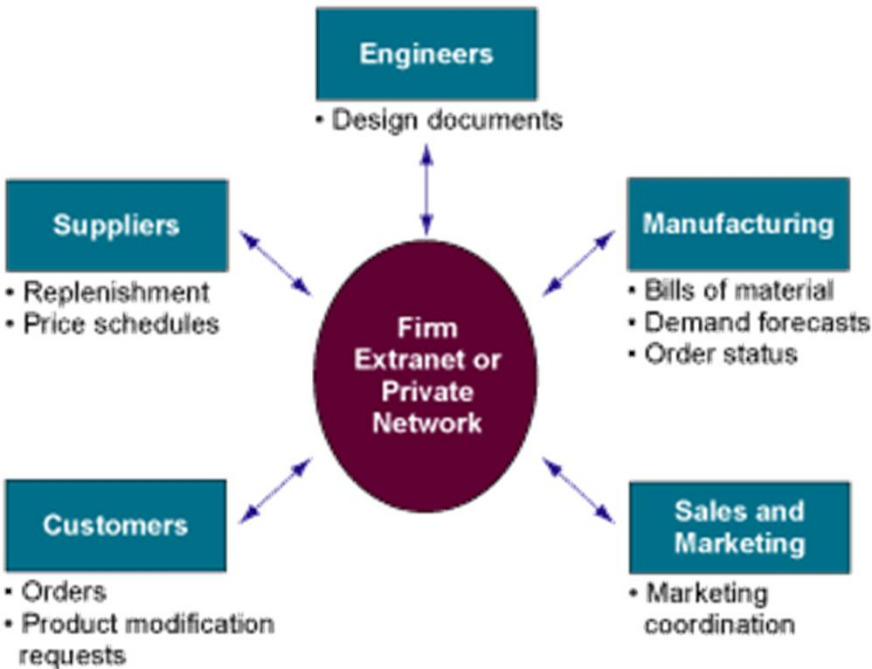 Engineers
• Design documents
Suppliers
• Replenishment
• Price schedules
Manufacturing
• Bills of material
• Demand forecasts
• Order status
Firm
Extranet or
Private
Network
Customers
• Orders
• Product modification
requests
Sales and
Marketing
• Marketing
coordination